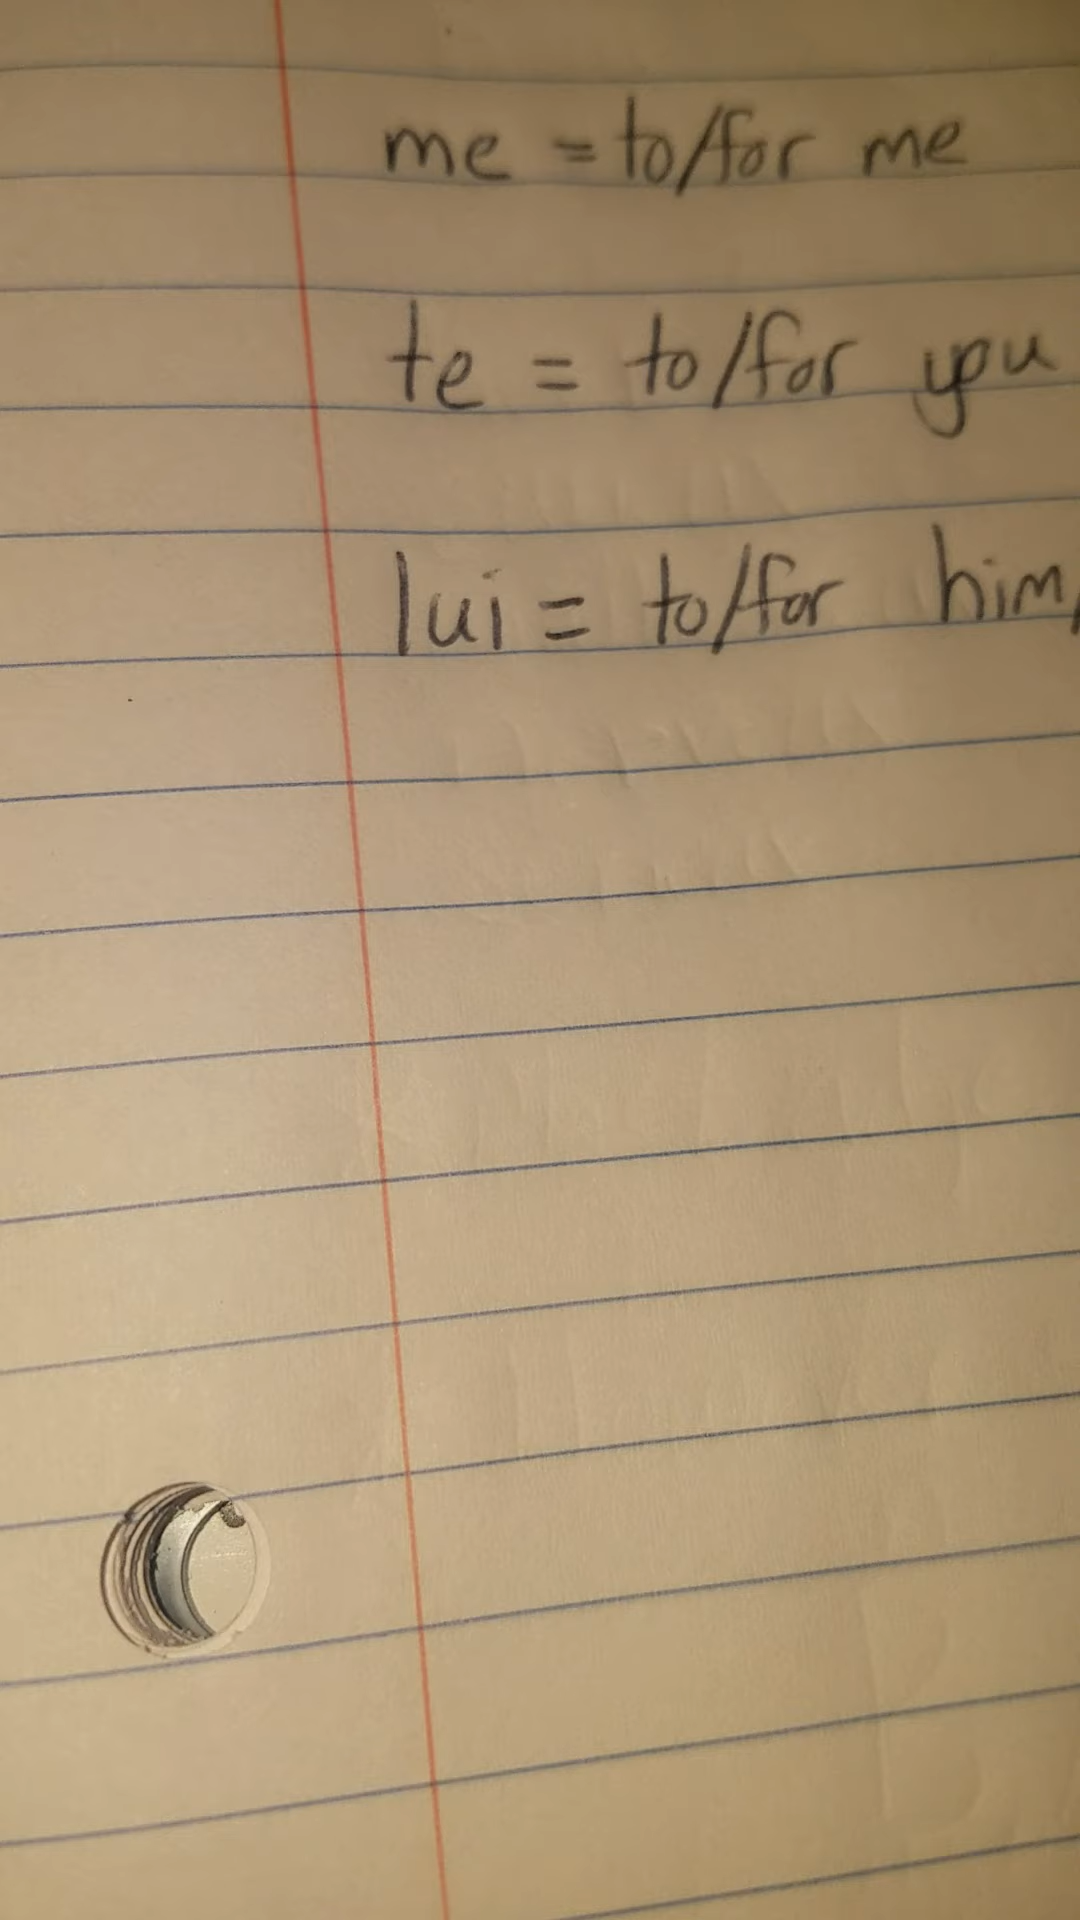 me = to/for me
te = to/for you
lui = to/for him,